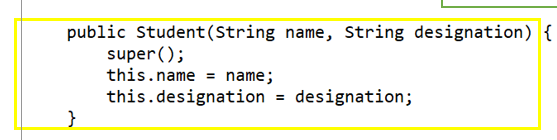 public Student(String name, String designation) {
super();
this.name = name;
this.designation = designation;
}